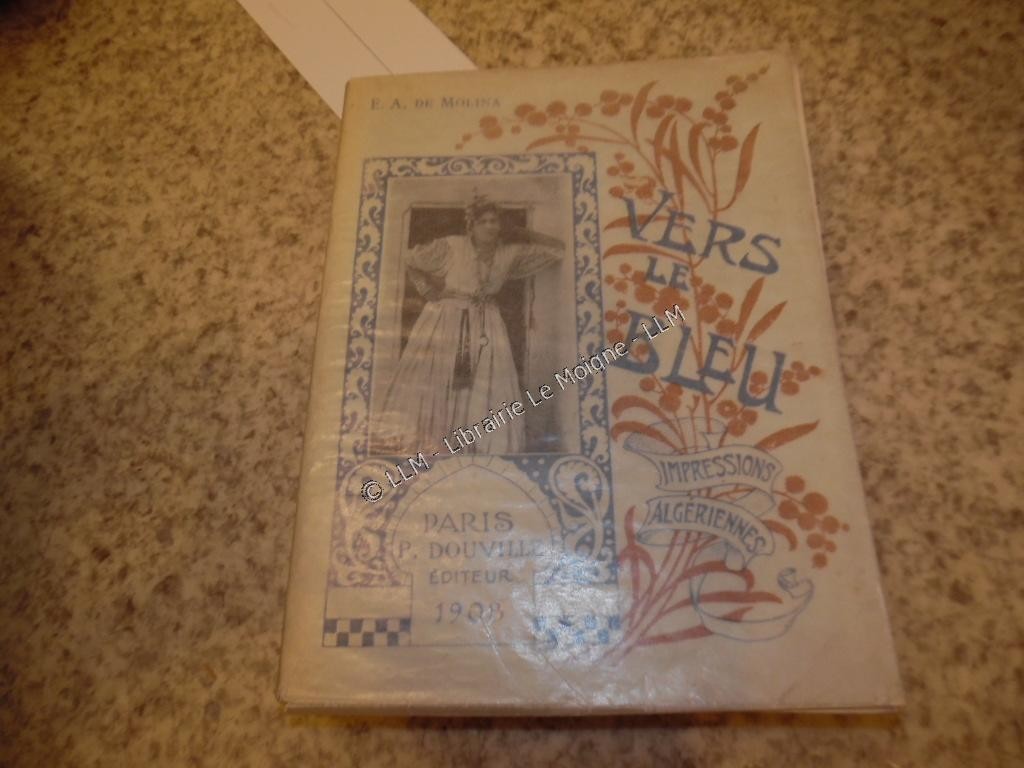 E. A. DE MOLINA
VERS
LE
BLEU
IMPRESSIONS
ALGÉRIENNES
PARIS
P. DOUVILLE
ÉDITEUR
1908
© LLM - Librairie Le Moigne - LLM